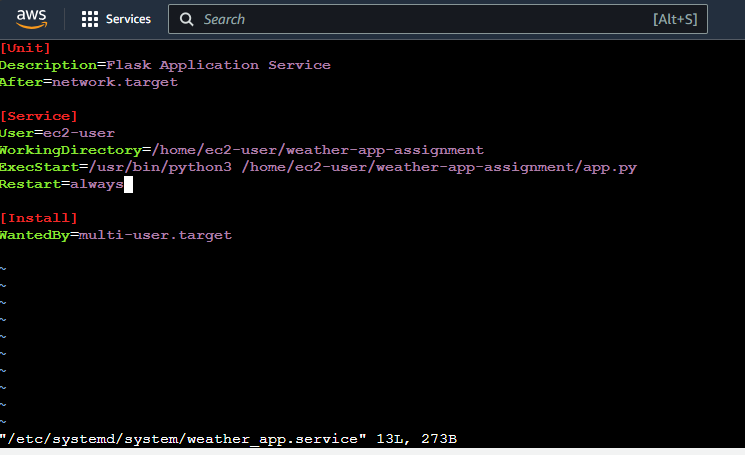 aws Services Search [Alt+S]
[Unit]
Description=Flask Application Service
After=network.target
[Service]
User=ec2-user
WorkingDirectory=/home/ec2-user/weather-app-assignment
ExecStart=/usr/bin/python3 /home/ec2-user/weather-app-assignment/app.py
Restart=always
[Install]
WantedBy=multi-user.target
~
~
~
~
~
~
~
~
~
~
"/etc/systemd/system/weather_app.service" 13L, 273B